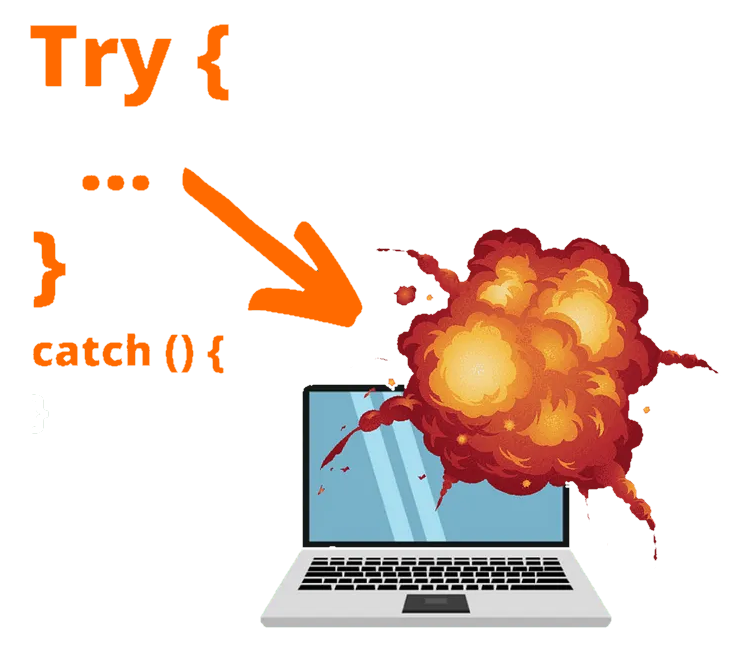 Try {
...
}
catch () {
}